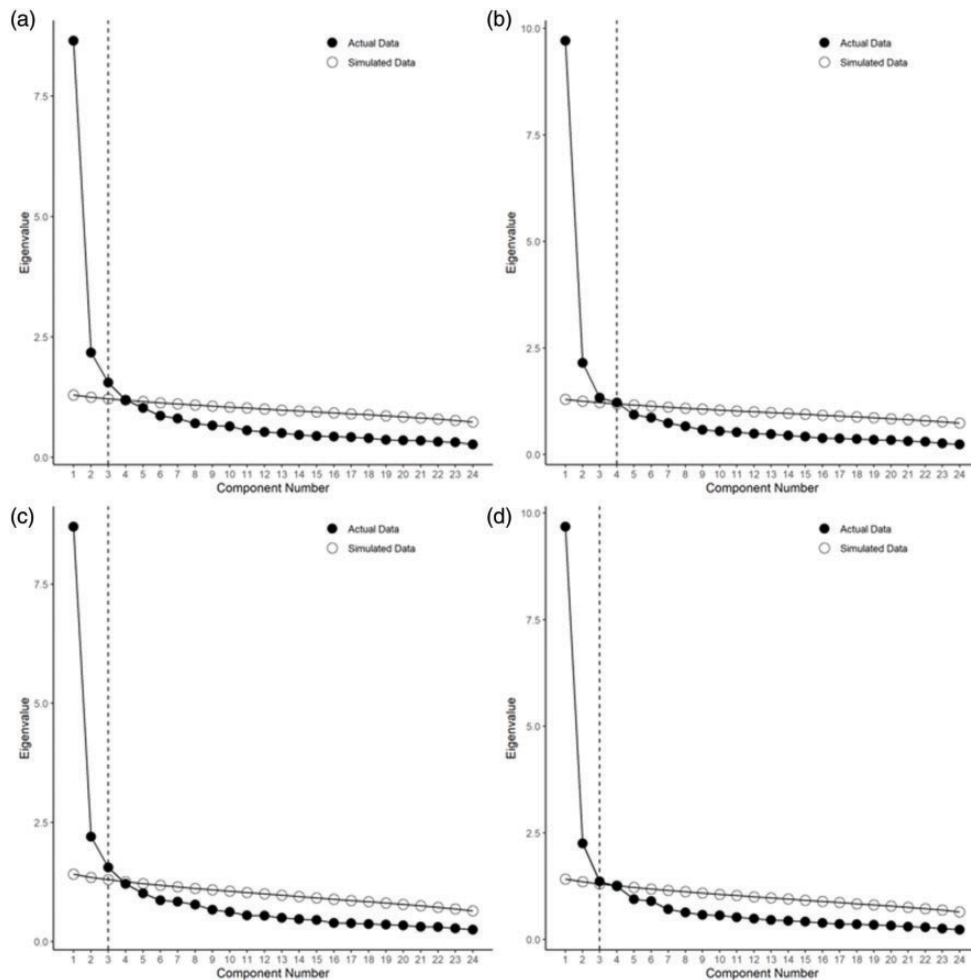 (a)
Actual Data
Simulated Data
7.5
5.0
2.5
0.0
Eigenvalue
1 2 3 4 5 6 7 8 9 10 11 12 13 14 15 16 17 18 19 20 21 22 23 24
Component Number
(b)
Actual Data
Simulated Data
10.0
7.5
5.0
2.5
0.0
Eigenvalue
1 2 3 4 5 6 7 8 9 10 11 12 13 14 15 16 17 18 19 20 21 22 23 24
Component Number
(c)
Actual Data
Simulated Data
7.5
5.0
2.5
0.0
Eigenvalue
1 2 3 4 5 6 7 8 9 10 11 12 13 14 15 16 17 18 19 20 21 22 23 24
Component Number
(d)
Actual Data
Simulated Data
10.0
7.5
5.0
2.5
0.0
Eigenvalue
1 2 3 4 5 6 7 8 9 10 11 12 13 14 15 16 17 18 19 20 21 22 23 24
Component Number